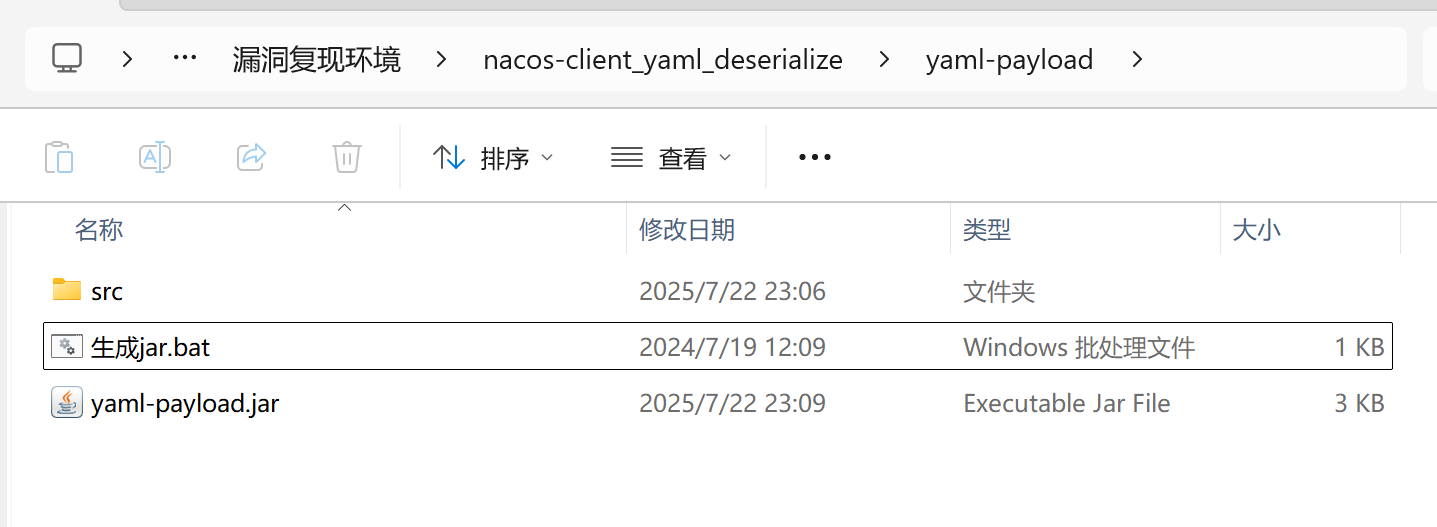 … 漏洞复现环境 nacos-client_yaml_deserialize yaml-payload
排序 查看
名称 修改日期 类型 大小
src 2025/7/22 23:06 文件夹
生成jar.bat 2024/7/19 12:09 Windows 批处理文件 1 KB
yaml-payload.jar 2025/7/22 23:09 Executable Jar File 3 KB